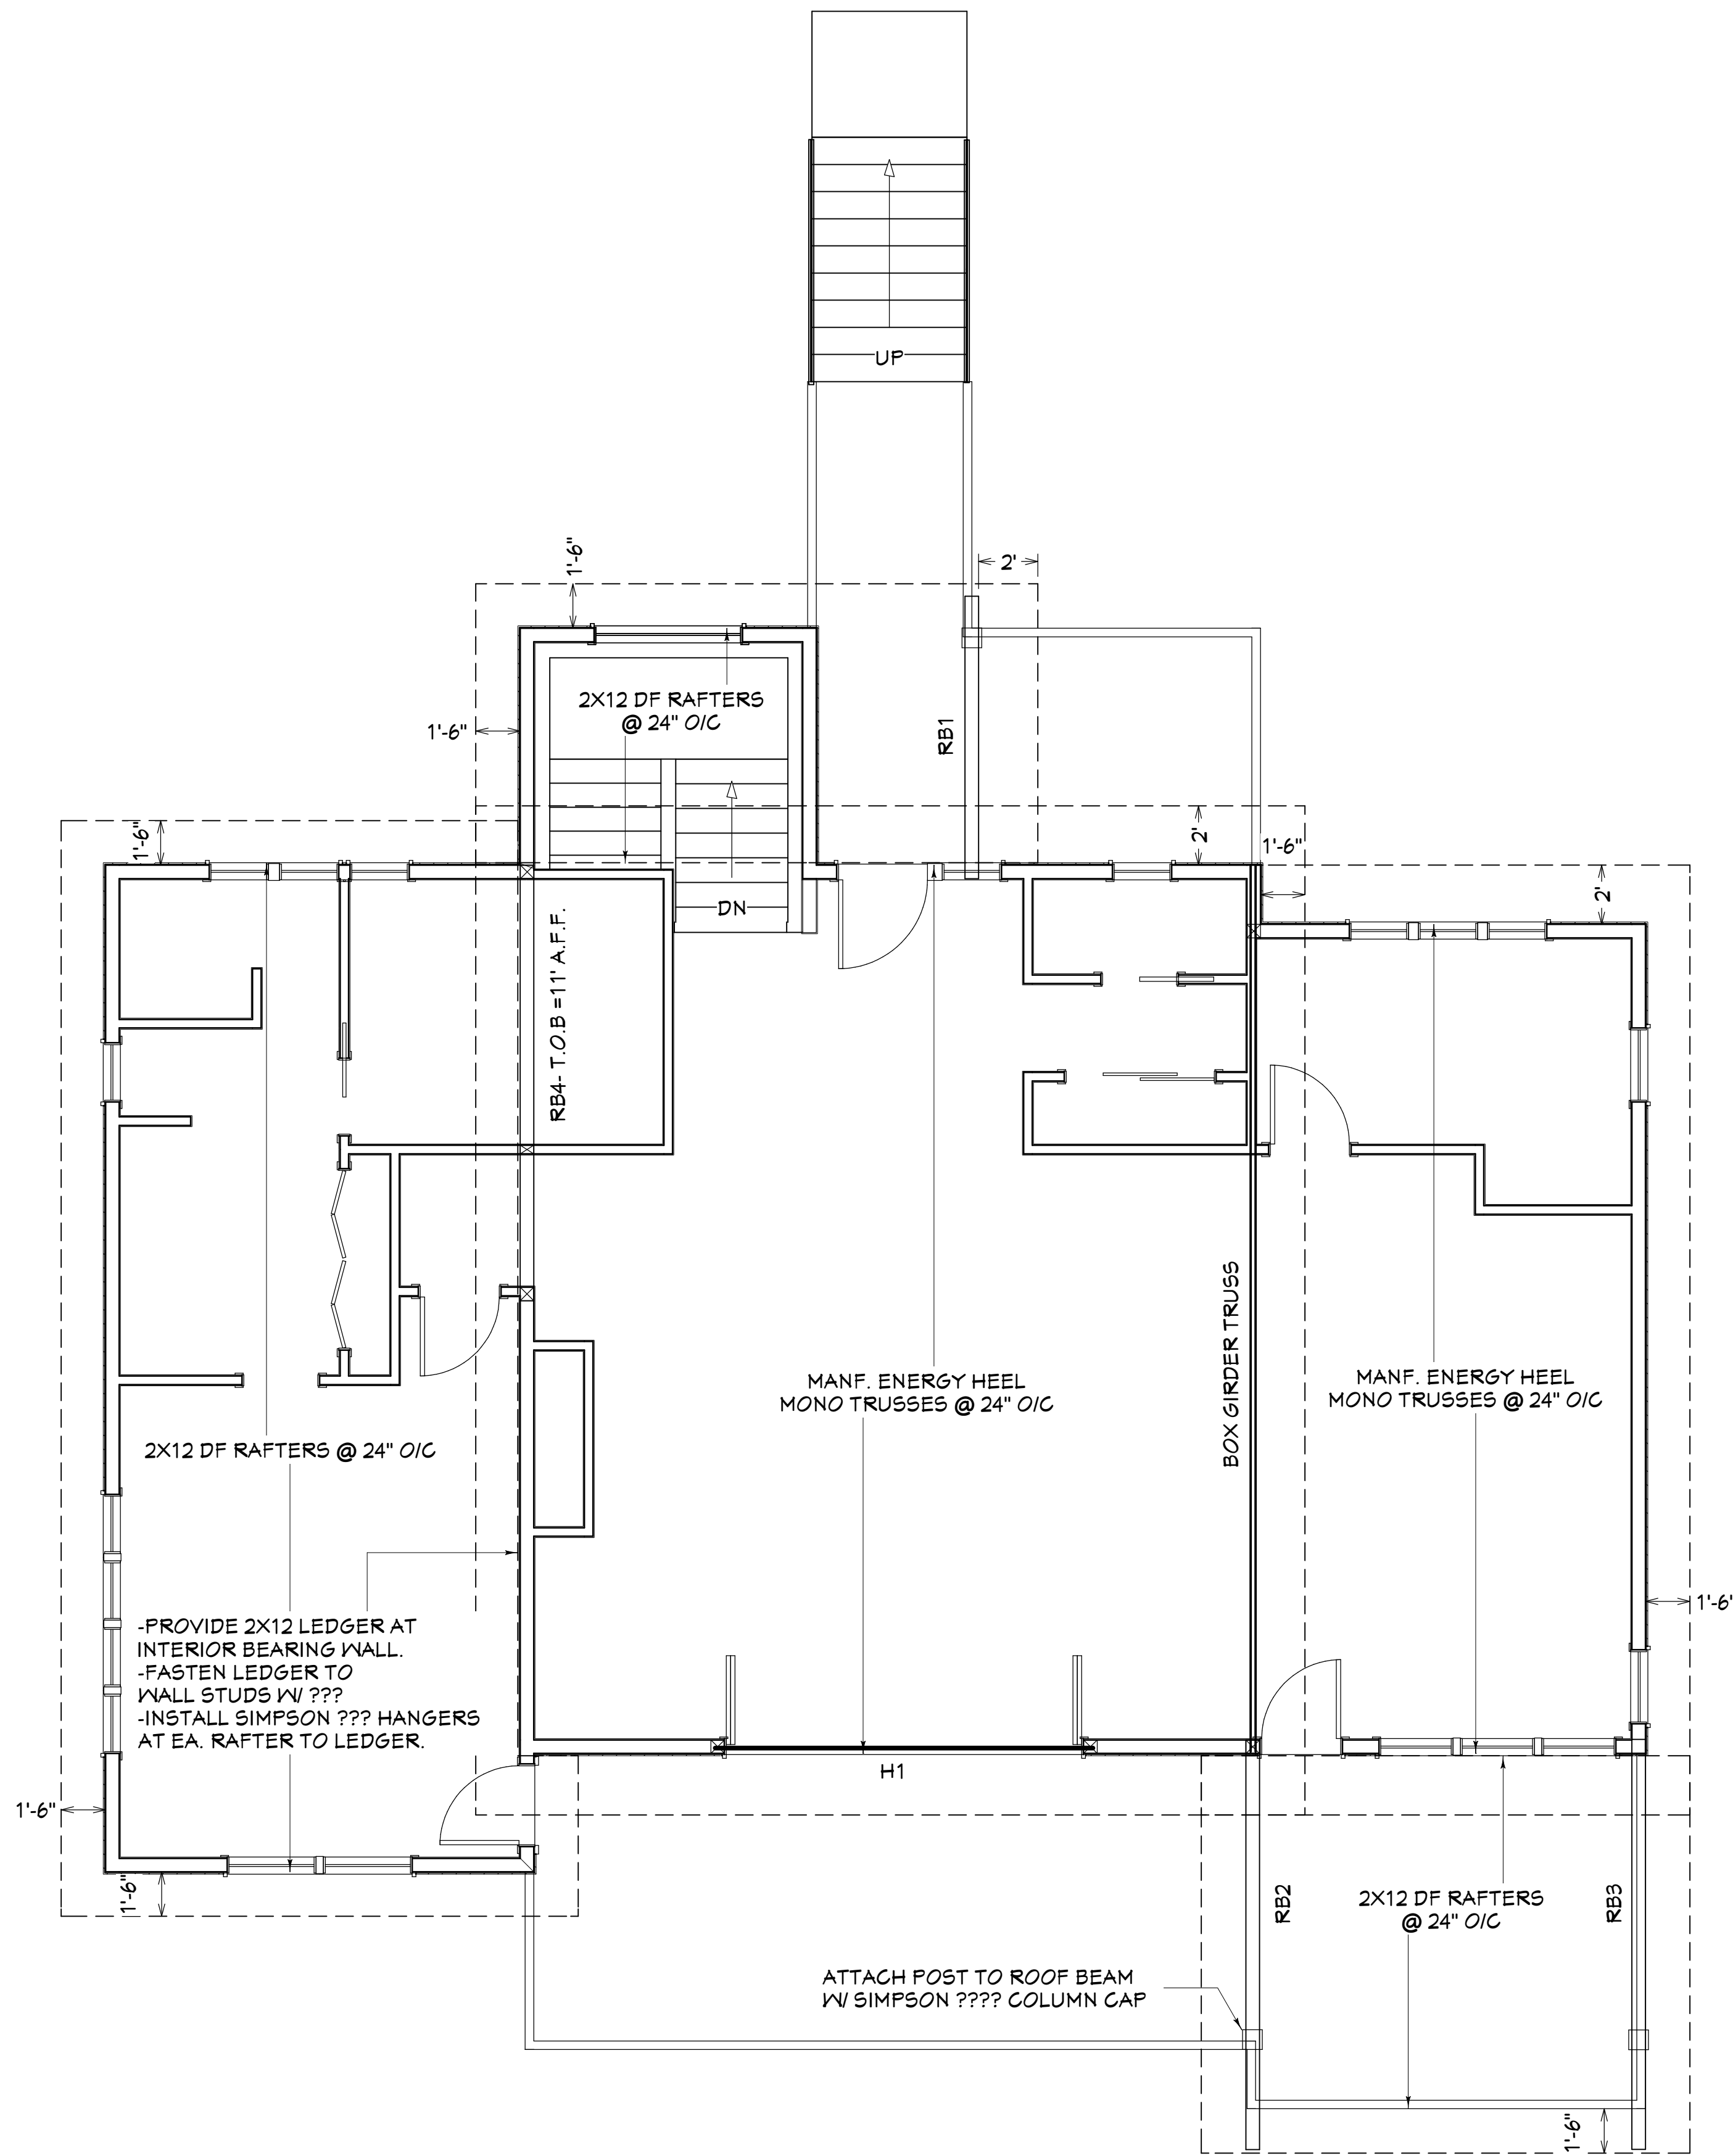 UP
1'-6"
2'
2X12 DF RAFTERS
@ 24" O/C
1'-6"
RB1
1'-6"
2'
1'-6"
2'
DN
RB4- T.O.B =11' A.F.F.
BOX GIRDER TRUSS
MANF. ENERGY HEEL
MONO TRUSSES @ 24" O/C
MANF. ENERGY HEEL
MONO TRUSSES @ 24" O/C
2X12 DF RAFTERS @ 24" O/C
-PROVIDE 2X12 LEDGER AT
INTERIOR BEARING WALL.
-FASTEN LEDGER TO
WALL STUDS W/ ???
-INSTALL SIMPSON ??? HANGERS
AT EA. RAFTER TO LEDGER.
1'-6'
H1
1'-6"
1'-6"
RB2
2X12 DF RAFTERS
@ 24" O/C
RB3
ATTACH POST TO ROOF BEAM
W/ SIMPSON ???? COLUMN CAP
1'-6"